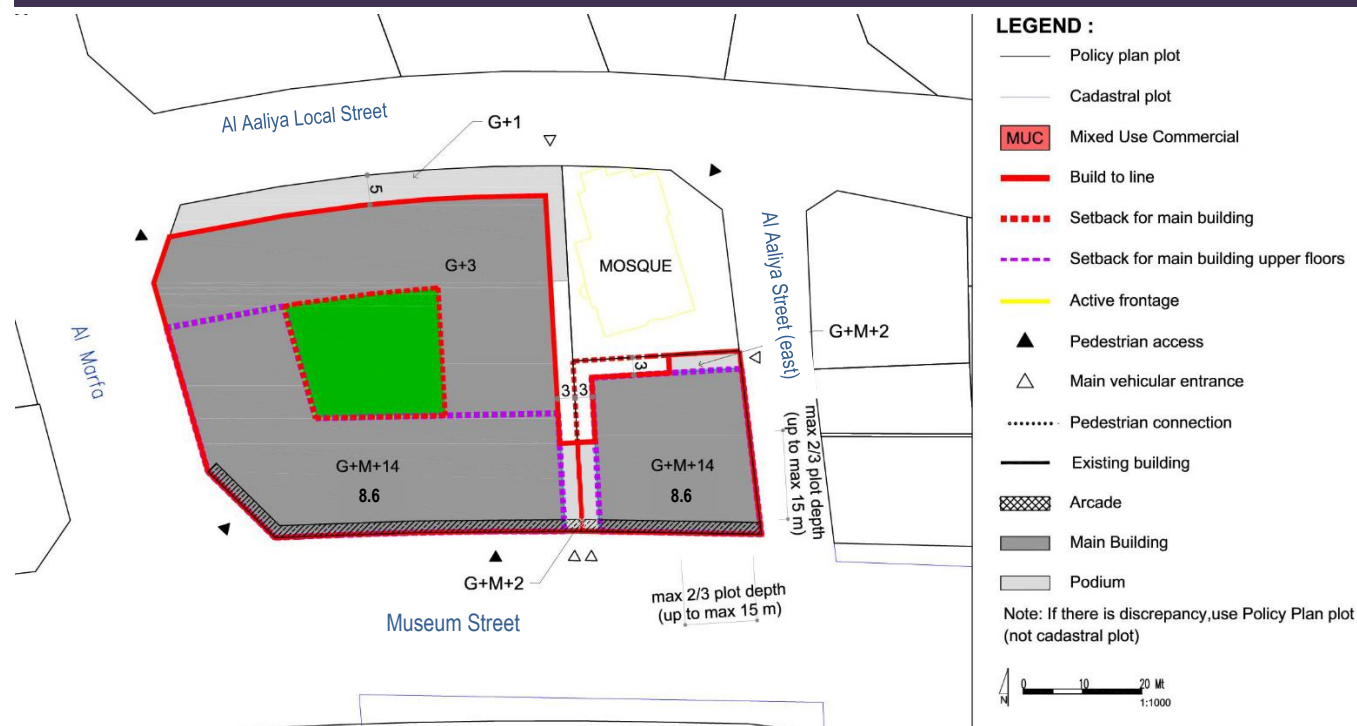 Al Aaliya Local Street
G+1
5
MOSQUE
G+3
Al Aaliya Street (east)
G+M+2
Al Marfa
3
3 3
max 2/3 plot depth
(up to max 15 m)
G+M+14
8.6
G+M+14
8.6
G+M+2
max 2/3 plot depth
(up to max 15 m)
Museum Street
LEGEND :
Policy plan plot
Cadastral plot
MUC Mixed Use Commercial
Build to line
Setback for main building
Setback for main building upper floors
Active frontage
Pedestrian access
Main vehicular entrance
Pedestrian connection
Existing building
Arcade
Main Building
Podium
Note: If there is discrepancy,use Policy Plan plot
(not cadastral plot)
N
0 10 20 Mt
1:1000